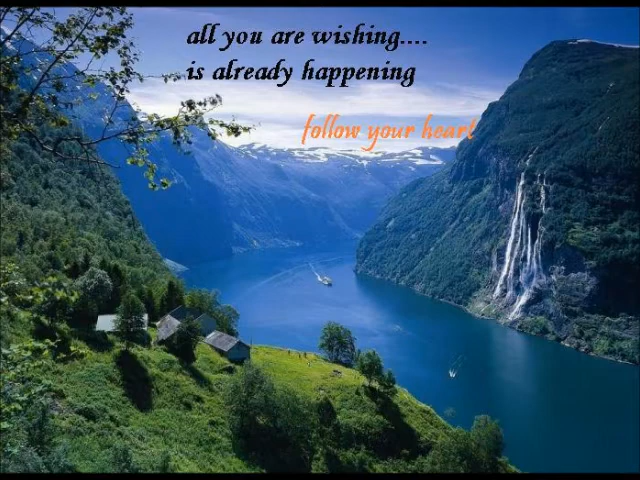 all you are wishing....
is already happening
follow your heart